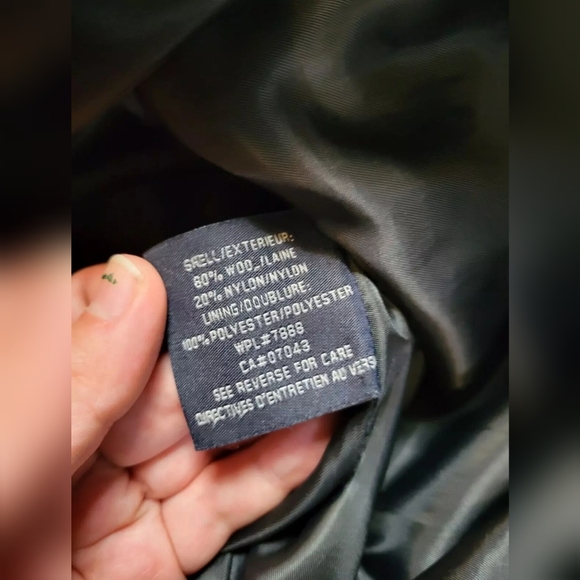 SHELL/EXTERIEUR:
80% WOOL/LAINE
20% NYLON/NYLON
LINING/DOUBLURE:
100% POLYESTER/POLYESTER
WPL#7888
CA#07043
SEE REVERSE FOR CARE
DIRECTIVES D'ENTRETIEN AU VERS